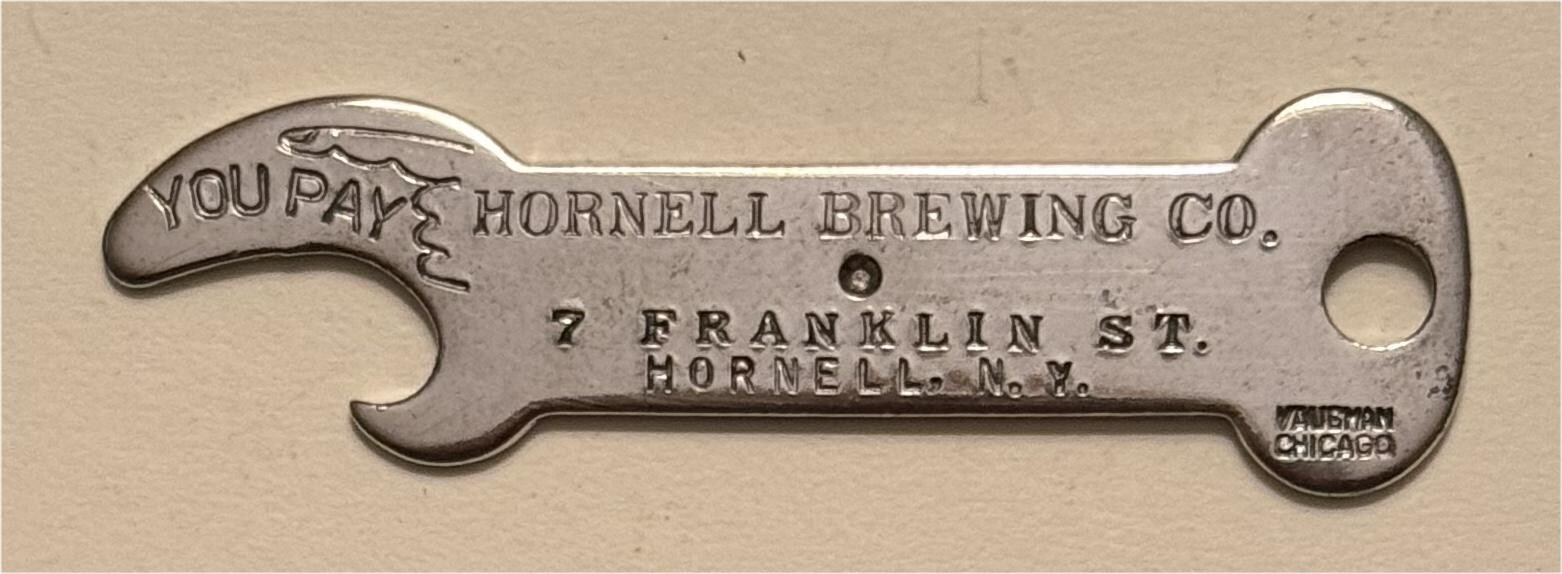 YOU PAY
HORNELL BREWING CO.
7 FRANKLIN ST.
HORNELL, N.Y.
VAUGHAN
CHICAGO